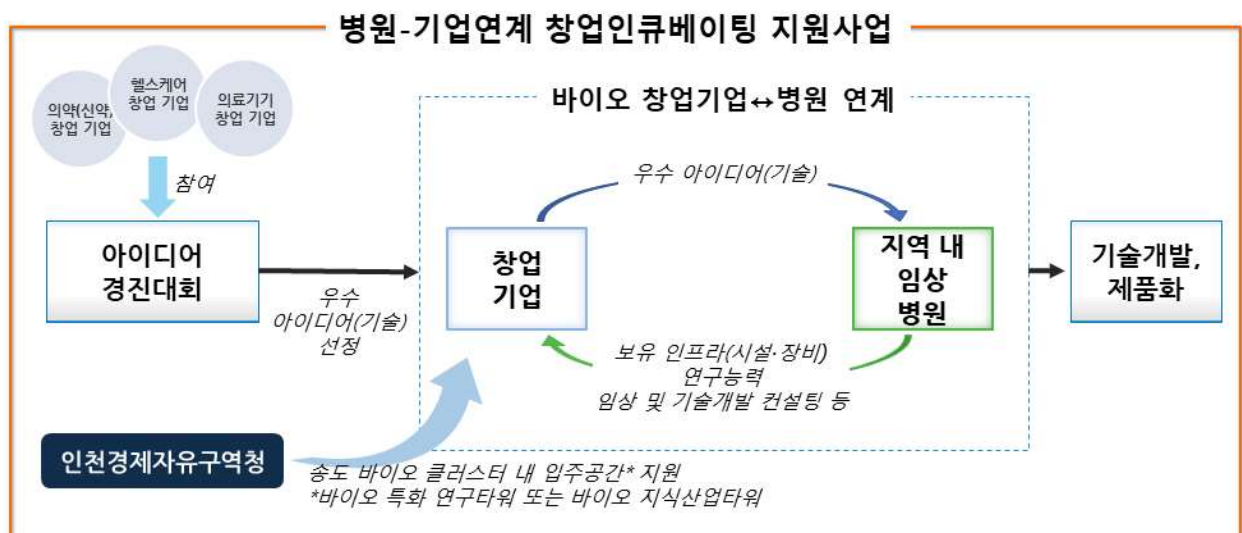 병원-기업연계 창업인큐베이팅 지원사업
의약(신약)
창업 기업
헬스케어
창업 기업
의료기기
창업 기업
참여
아이디어
경진대회
우수
아이디어(기술)
선정
바이오 창업기업↔병원 연계
우수 아이디어(기술)
창업
기업
지역 내
임상
병원
보유 인프라(시설·장비)
연구능력
임상 및 기술개발 컨설팅 등
기술개발,
제품화
인천경제자유구역청
송도 바이오 클러스터 내 입주공간* 지원
*바이오 특화 연구타워 또는 바이오 지식산업타워